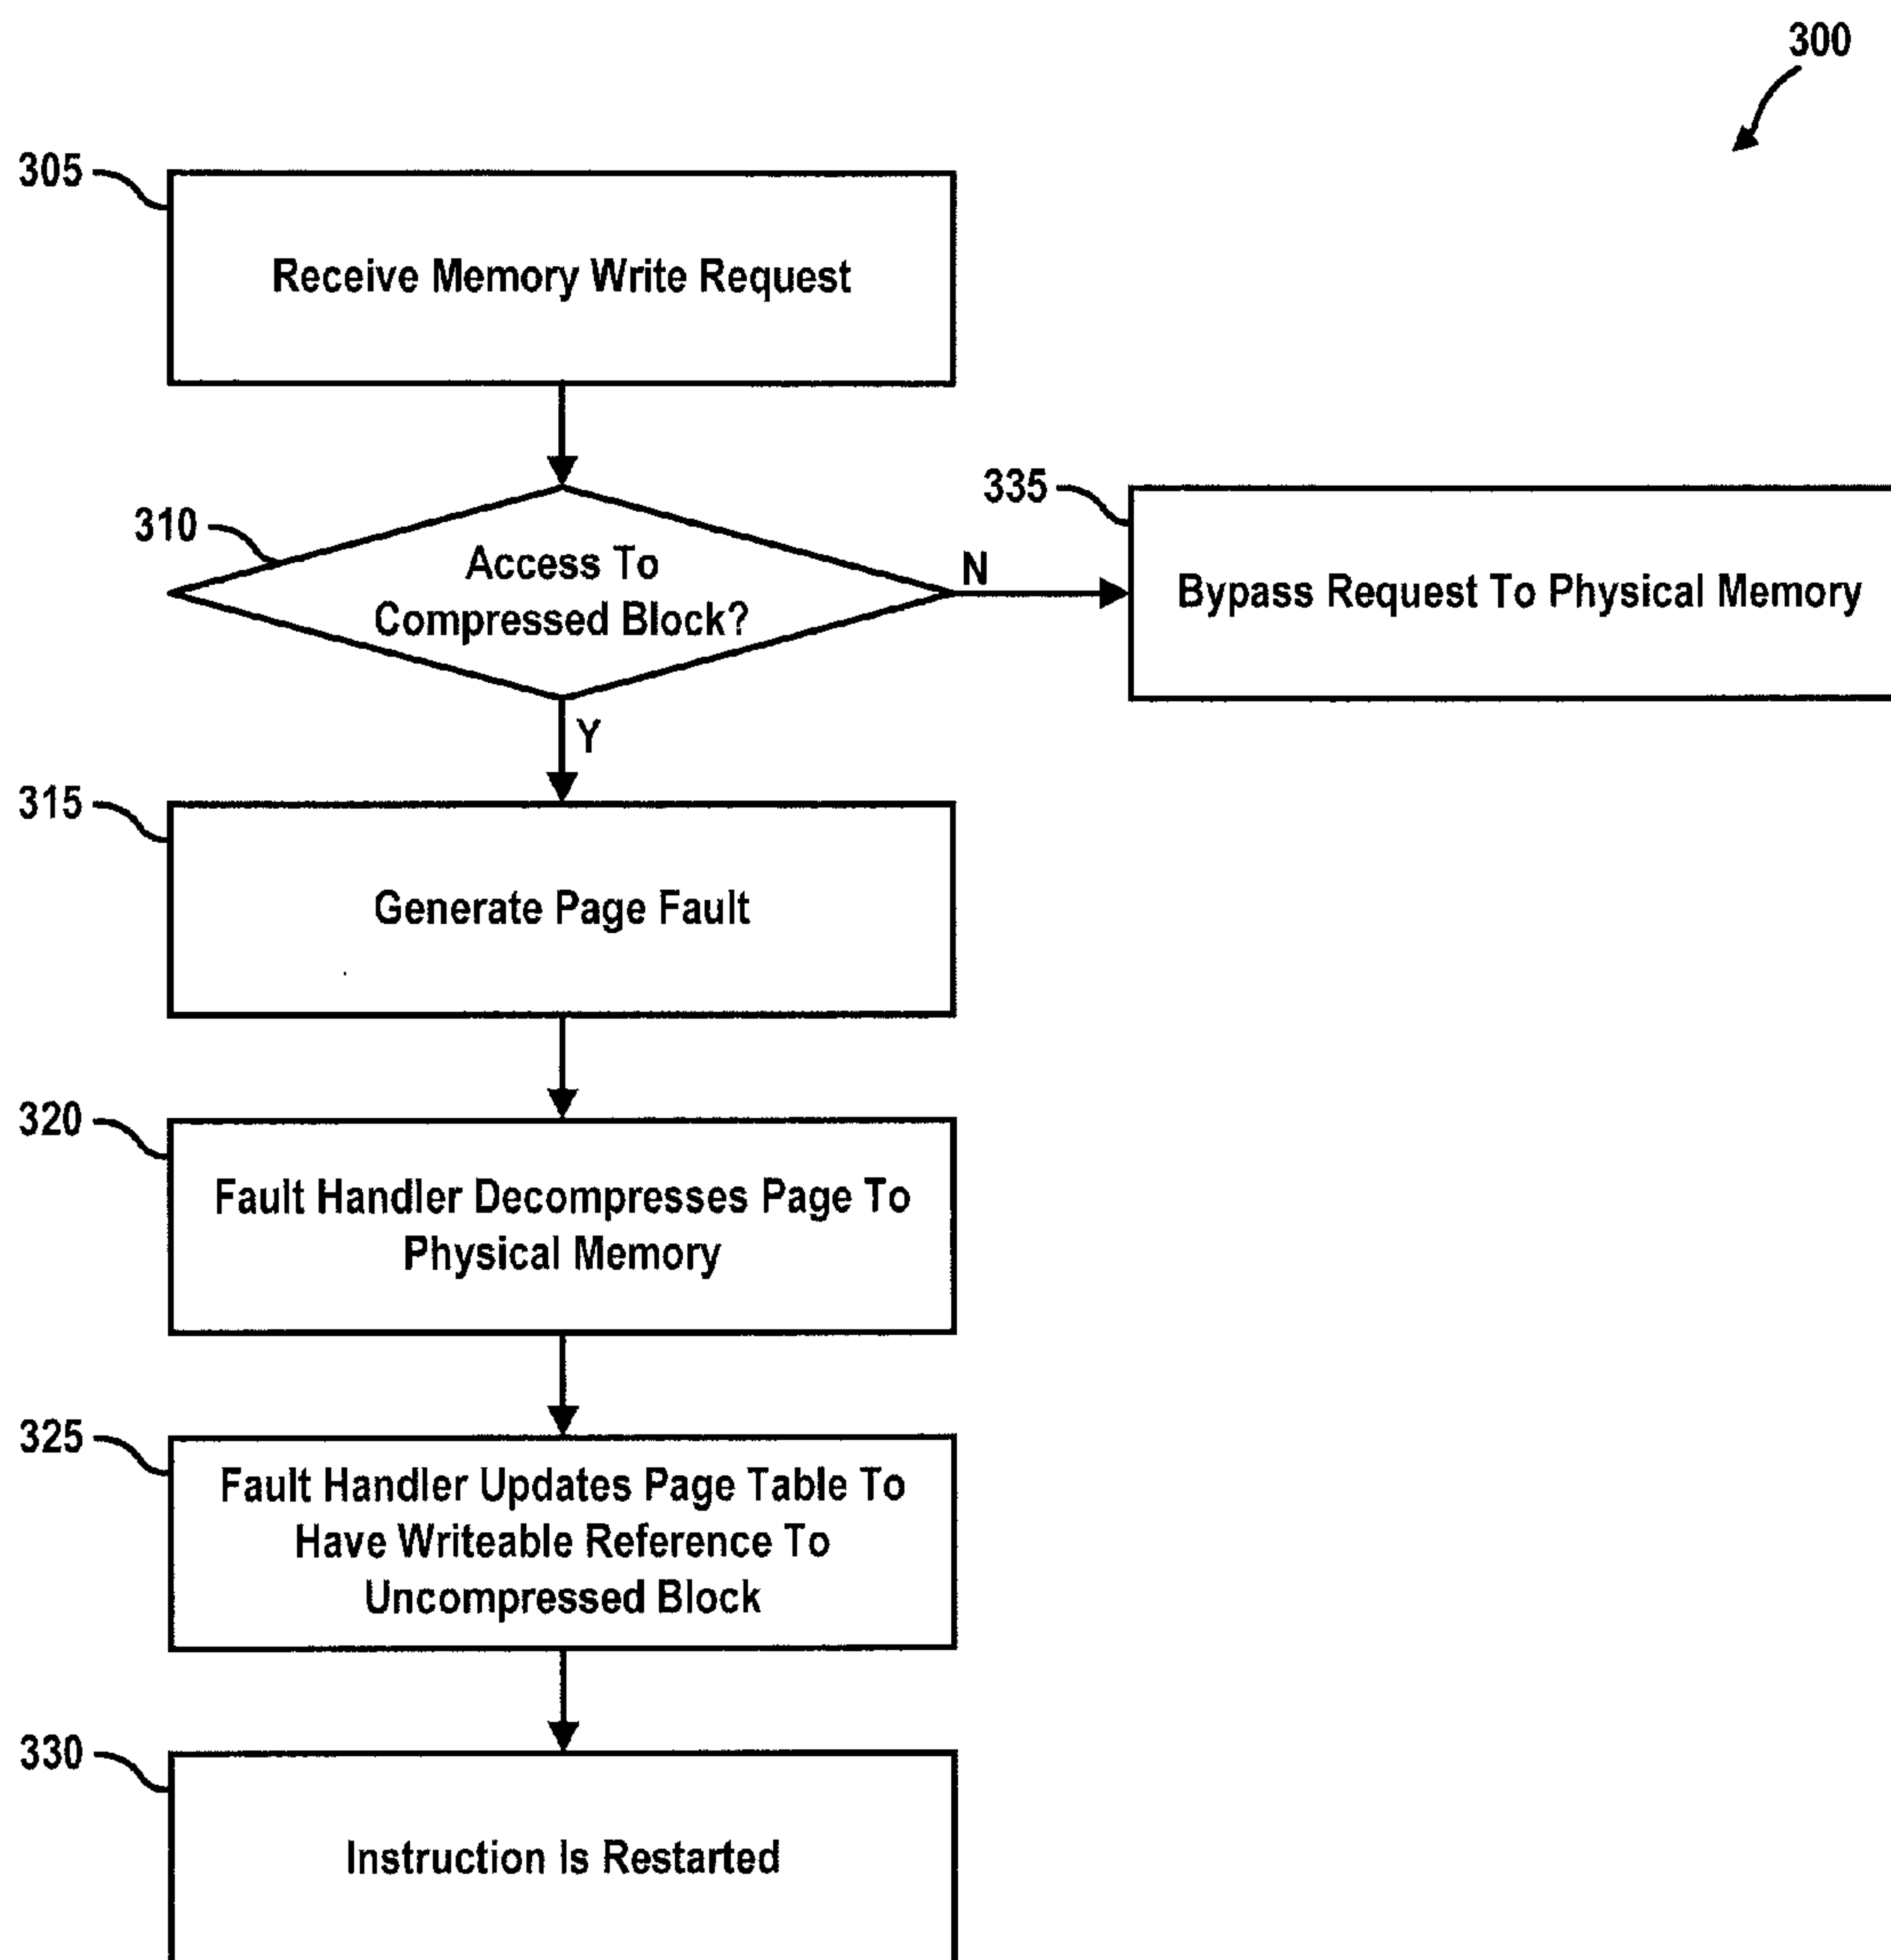 300
305
Receive Memory Write Request
310
Access To
Compressed Block?
N
335
Bypass Request To Physical Memory
Y
315
Generate Page Fault
320
Fault Handler Decompresses Page To
Physical Memory
325
Fault Handler Updates Page Table To
Have Writeable Reference To
Uncompressed Block
330
Instruction Is Restarted